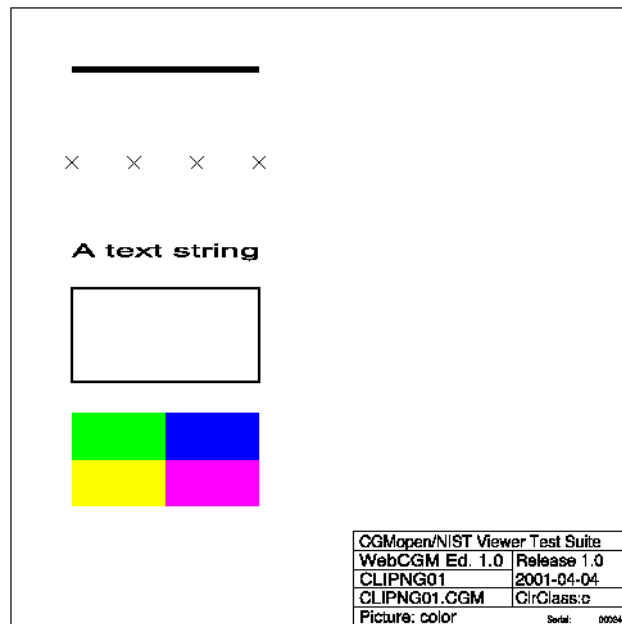 A text string
CGMopen/NIST Viewer Test Suite
WebCGM Ed. 1.0 Release 1.0
CLIPNG01 2001-04-04
CLIPNG01.CGM ClrClass:c
Picture: color Serial: